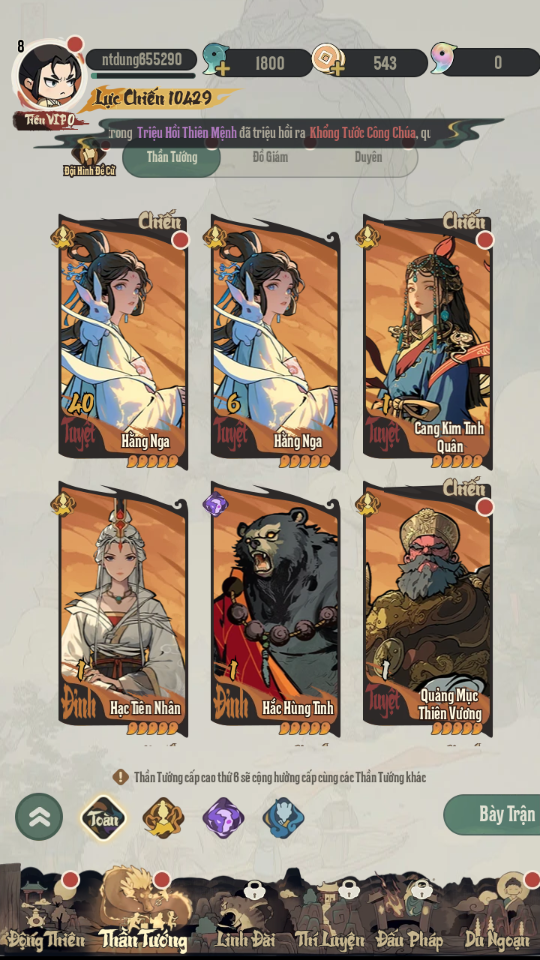 8
ntdung655290
1800
543
0
Lực Chiến 10429
Tiên VIP 0
trong Triệu Hồi Thiên Mệnh đã triệu hồi ra Khổng Tước Công Chúa, qu
Đội Hình Đề Cử
Thần Tướng
Đồ Giám
Duyên
Chiến
40
Tuyệt
Hằng Nga
6
Tuyệt
Hằng Nga
Chiến
1
Tuyệt
Cang Kim Tinh
Quân
1
Đỉnh
Hạc Tiên Nhân
1
Đỉnh
Hắc Hùng Tinh
Chiến
1
Tuyệt
Quảng Mục
Thiên Vương
Thần Tướng cấp cao thứ 6 sẽ cộng hưởng cấp cùng các Thần Tướng khác
Toàn
Bày Trận
Động Thiên
Thần Tướng
Linh Đài
Thí Luyện
Đấu Pháp
Du Ngoạn